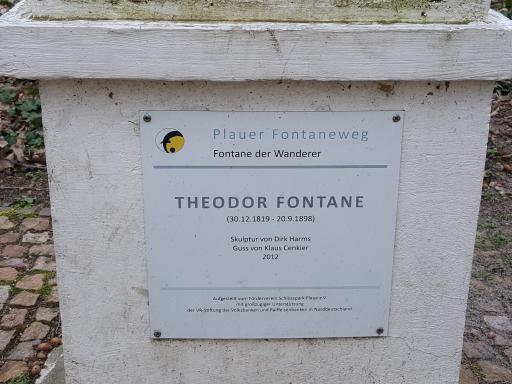 Plauer Fontaneweg
Fontane der Wanderer
THEODOR FONTANE
(30.12.1819 - 20.9.1898)
Skulptur von Dirk Harms
Guss von Klaus Cenkier
2012
Aufgestellt vom Förderverein Schlosspark Plaue e.V.
mit großzügiger Unterstützung
der VR-Stiftung der Volksbanken und Raiffeisenbanken in Norddeutschland